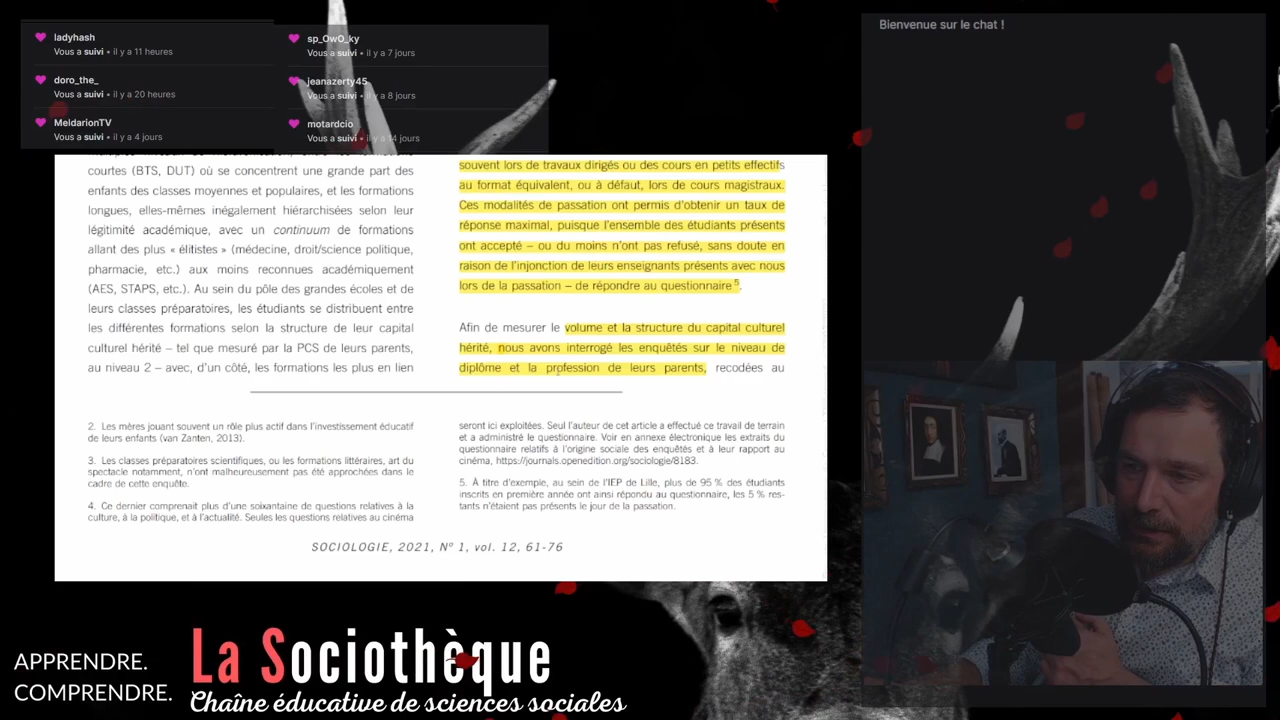 ladyhash
Vous a suivi • il y a 11 heures
doro_the_
Vous a suivi • il y a 20 heures
MeldarionTV
Vous a suivi • il y a 4 jours
sp_OwO_ky
Vous a suivi • il y a 7 jours
jeanazerty45
Vous a suivi • il y a 8 jours
motardcio
Vous a suivi • il y a 14 jours
Bienvenue sur le chat !
courtes (BTS, DUT) où se concentrent une grande part des
enfants des classes moyennes et populaires, et les formations
longues, elles-mêmes inégalement hiérarchisées selon leur
légitimité académique, avec un continuum de formations
allant des plus « élitistes » (médecine, droit/science politique,
pharmacie, etc.) aux moins reconnues académiquement
(AES, STAPS, etc.). Au sein du pôle des grandes écoles et de
leurs classes préparatoires, les étudiants se distribuent entre
les différentes formations selon la structure de leur capital
culturel hérité – tel que mesuré par la PCS de leurs parents,
au niveau 2 – avec, d'un côté, les formations les plus en lien
souvent lors de travaux dirigés ou des cours en petits effectifs
au format équivalent, ou à défaut, lors de cours magistraux.
Ces modalités de passation ont permis d'obtenir un taux de
réponse maximal, puisque l'ensemble des étudiants présents
ont accepté – ou du moins n'ont pas refusé, sans doute en
raison de l'injonction de leurs enseignants présents avec nous
lors de la passation – de répondre au questionnaire 5.
Afin de mesurer le volume et la structure du capital culturel
hérité, nous avons interrogé les enquêtés sur le niveau de
diplôme et la profession de leurs parents, recodées au
2. Les mères jouant souvent un rôle plus actif dans l'investissement éducatif
de leurs enfants (van Zanten, 2013).
3. Les classes préparatoires scientifiques, ou les formations littéraires, art du
spectacle notamment, n'ont malheureusement pas été approchées dans le
cadre de cette enquête.
4. Ce dernier comprenait plus d'une soixantaine de questions relatives à la
culture, à la politique, et à l'actualité. Seules les questions relatives au cinéma
seront ici exploitées. Seul l'auteur de cet article a effectué ce travail de terrain
et a administré le questionnaire. Voir en annexe électronique les extraits du
questionnaire relatifs à l'origine sociale des enquêtés et à leur rapport au
cinéma, https://journals.openedition.org/sociologie/8183.
5. À titre d'exemple, au sein de l'IEP de Lille, plus de 95 % des étudiants
inscrits en première année ont ainsi répondu au questionnaire, les 5 % res-
tants n'étaient pas présents le jour de la passation.
SOCIOLOGIE, 2021, N° 1, vol. 12, 61-76
APPRENDRE.
COMPRENDRE.
La Sociothèque
Chaîne éducative de sciences sociales